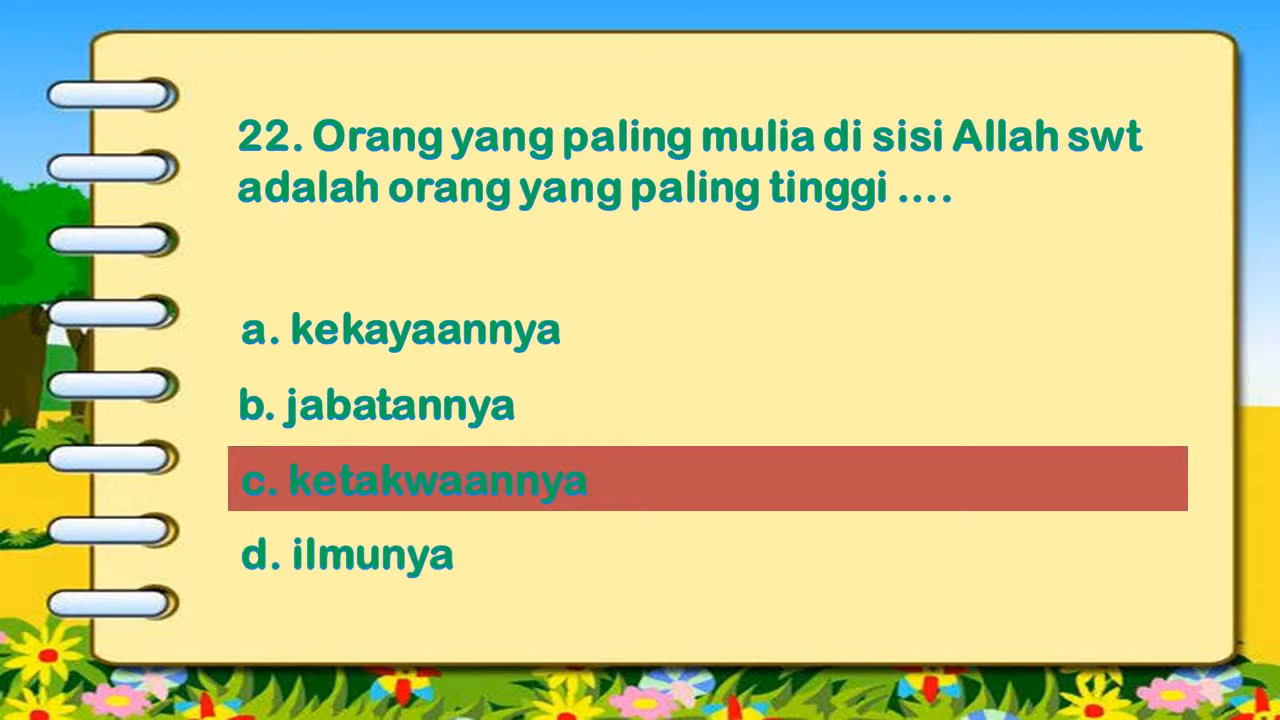 22. Orang yang paling mulia di sisi Allah swt
adalah orang yang paling tinggi ....
a. kekayaannya
b. jabatannya
c. ketakwaannya
d. ilmunya